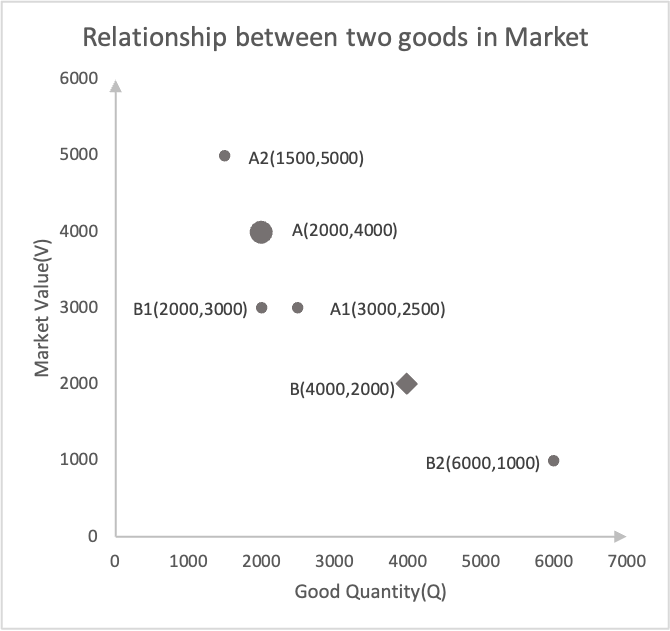 Relationship between two goods in Market
6000
5000
A2(1500,5000)
4000
A(2000,4000)
3000
B1(2000,3000)
A1(3000,2500)
2000
B(4000,2000)
1000
B2(6000,1000)
0
Market Value(V)
0 1000 2000 3000 4000 5000 6000 7000
Good Quantity(Q)